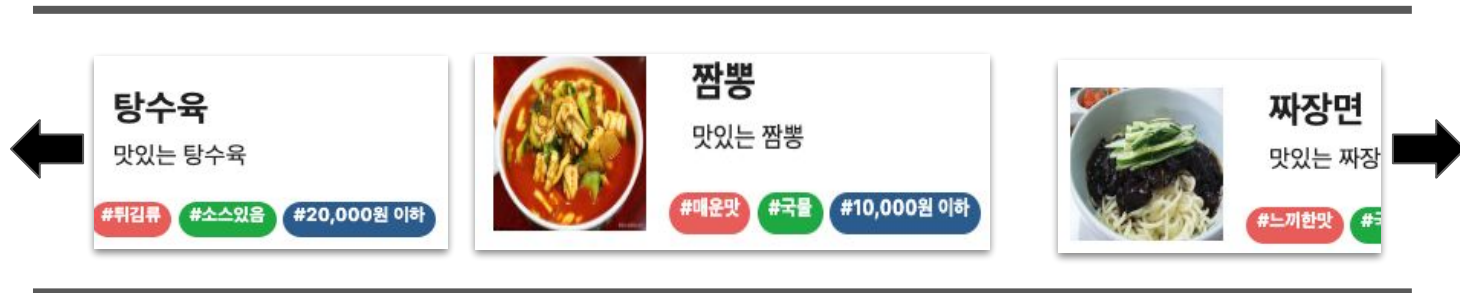 탕수육
맛있는 탕수육
#튀김류 #소스있음 #20,000원 이하
짬뽕
맛있는 짬뽕
#매운맛 #국물 #10,000원 이하
짜장면
맛있는 짜장
#느끼한맛